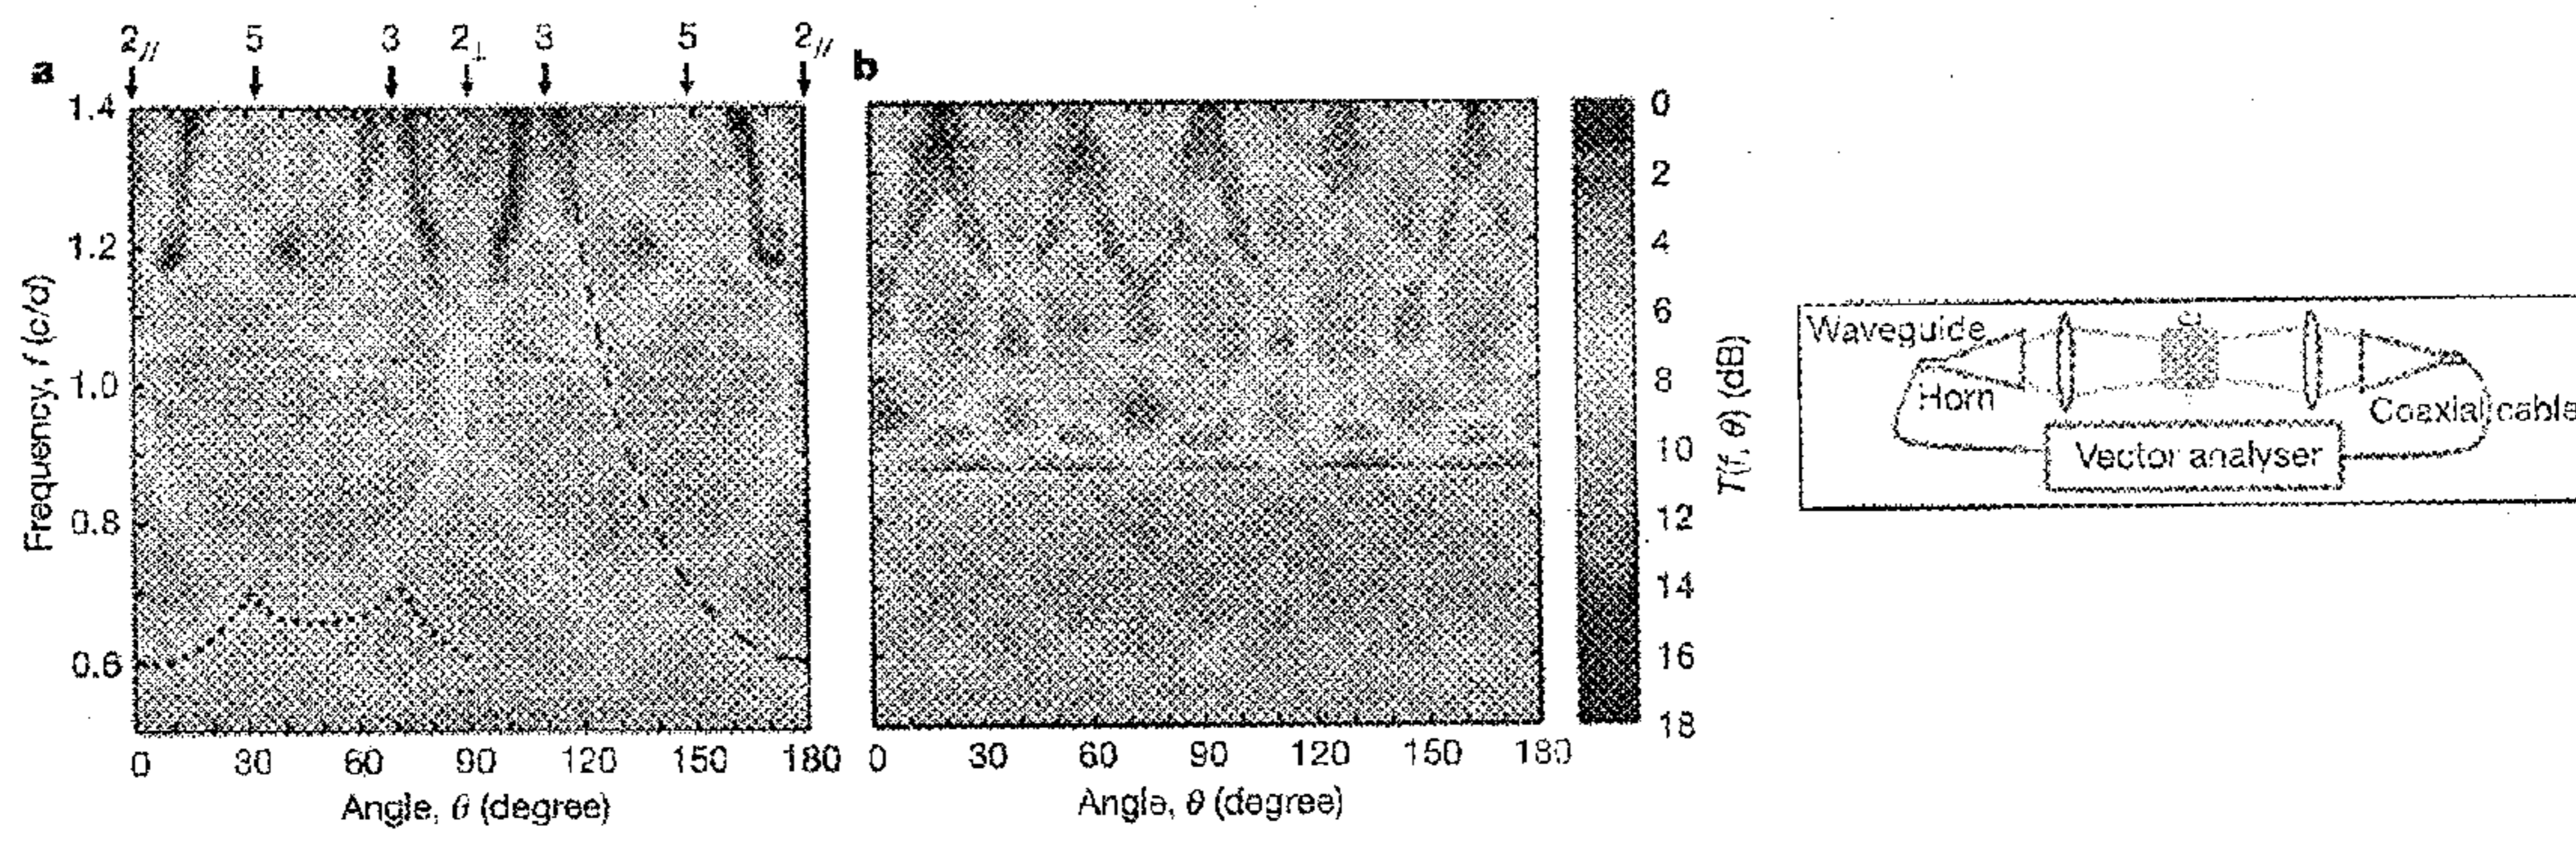 2// 5 3 2⊥ 3 5 2//
a
1.4
1.2
1.0
0.8
0.6
Frequency, f (c/d)
0 30 60 90 120 150 180
Angle, θ (degree)
b
0 30 60 90 120 150 180
Angle, θ (degree)
0
2
4
6
8
10
12
14
16
18
T(f, θ) (dB)
Waveguide
Horn
Coaxial cable
Vector analyser